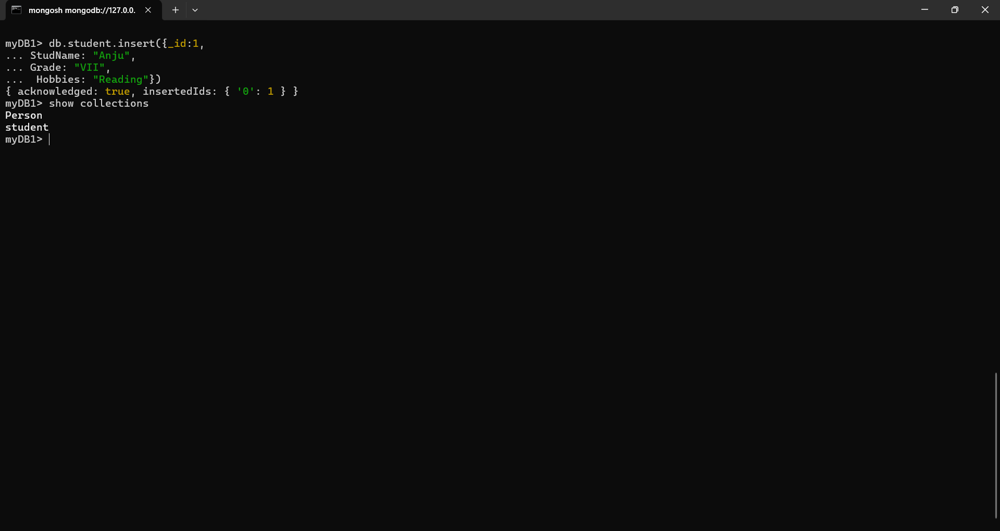 mongosh mongodb://127.0.0.
myDB1> db.student.insert({_id:1,
... StudName: "Anju",
... Grade: "VII",
...  Hobbies: "Reading"})
{ acknowledged: true, insertedIds: { '0': 1 } }
myDB1> show collections
Person
student
myDB1>